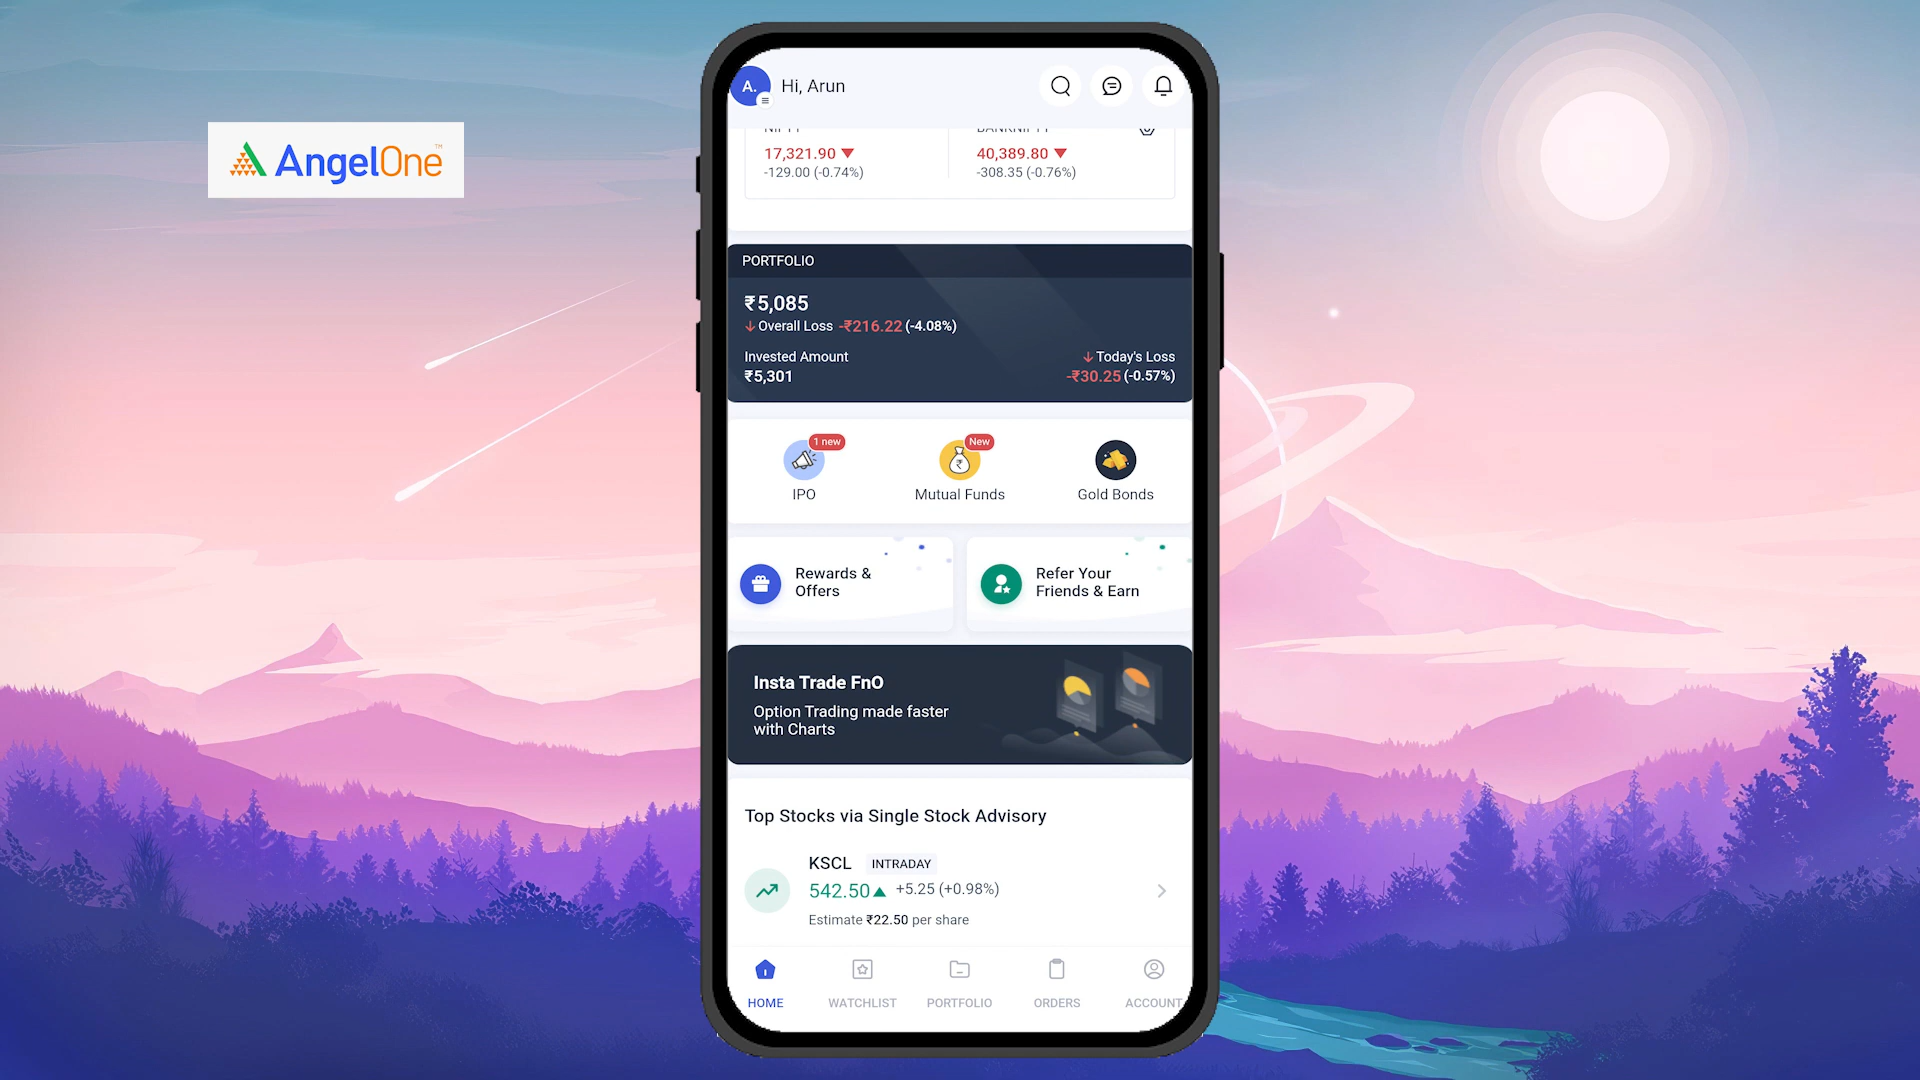 AngelOne™
A.
Hi, Arun
NIFTY
BANKNIFTY
17,321.90
40,389.80
-129.00 (-0.74%)
-308.35 (-0.76%)
PORTFOLIO
₹5,085
Overall Loss -₹216.22 (-4.08%)
Invested Amount
Today's Loss
₹5,301
-₹30.25 (-0.57%)
1 new
New
IPO
Mutual Funds
Gold Bonds
Rewards &
Offers
Refer Your
Friends & Earn
Insta Trade FnO
Option Trading made faster
with Charts
Top Stocks via Single Stock Advisory
KSCL INTRADAY
542.50 +5.25 (+0.98%)
Estimate ₹22.50 per share
HOME
WATCHLIST
PORTFOLIO
ORDERS
ACCOUNT